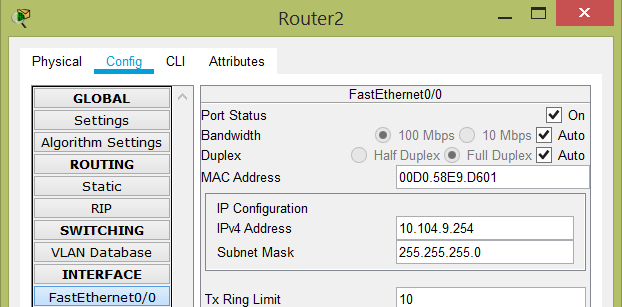 Router2
Physical Config CLI Attributes
GLOBAL
Settings
Algorithm Settings
ROUTING
Static
RIP
SWITCHING
VLAN Database
INTERFACE
FastEthernet0/0
FastEthernet0/0
Port Status On
Bandwidth 100 Mbps 10 Mbps Auto
Duplex Half Duplex Full Duplex Auto
MAC Address 00D0.58E9.D601
IP Configuration
IPv4 Address 10.104.9.254
Subnet Mask 255.255.255.0
Tx Ring Limit 10